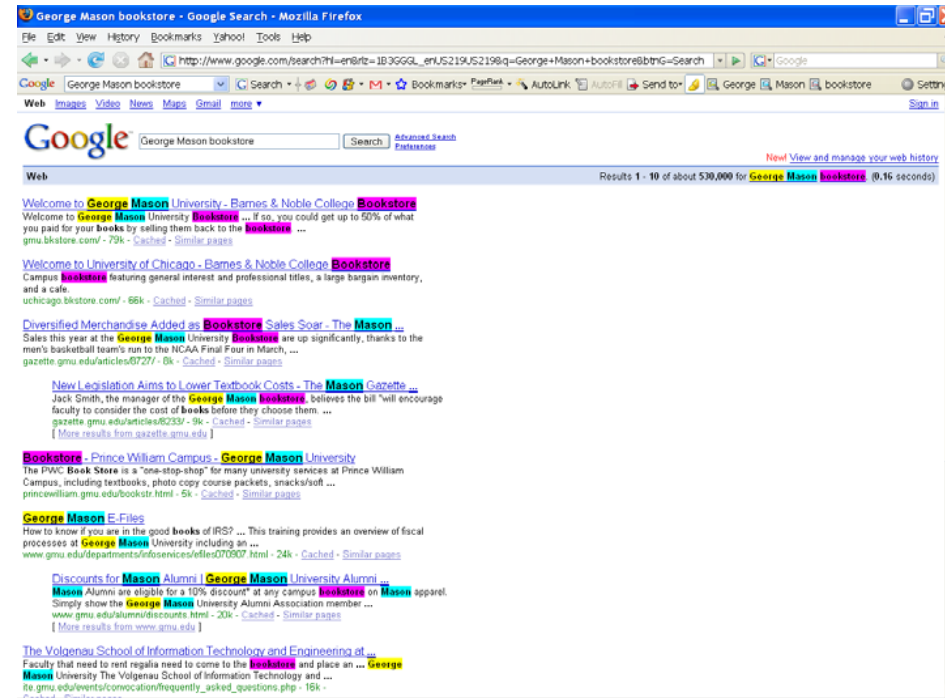 George Mason bookstore - Google Search - Mozilla Firefox
File Edit View History Bookmarks Yahoo! Tools Help
http://www.google.com/search?hl=en&rlz=1B3GGGL_enUS219US219&q=George+Mason+bookstore&btnG=Search Google
Google George Mason bookstore Search Bookmarks PageRank AutoLink AutoFill Send to George Mason bookstore Settin
Web Images Video News Maps Gmail more ▼ Sign in
Google George Mason bookstore Search Advanced Search
Preferences
New! View and manage your web history
Web Results 1 - 10 of about 530,000 for George Mason bookstore. (0.16 seconds)
Welcome to George Mason University - Barnes & Noble College Bookstore
Welcome to George Mason University Bookstore ... If so, you could get up to 50% of what
you paid for your books by selling them back to the bookstore. ...
gmu.bkstore.com/ - 79k - Cached - Similar pages
Welcome to University of Chicago - Barnes & Noble College Bookstore
Campus bookstore featuring general interest and professional titles, a large bargain inventory,
and a cafe.
uchicago.bkstore.com/ - 66k - Cached - Similar pages
Diversified Merchandise Added as Bookstore Sales Soar - The Mason ...
Sales this year at the George Mason University Bookstore are up significantly, thanks to the
men's basketball team's run to the NCAA Final Four in March, ...
gazette.gmu.edu/articles/8727/ - 8k - Cached - Similar pages
New Legislation Aims to Lower Textbook Costs - The Mason Gazette ...
Jack Smith, the manager of the George Mason bookstore, believes the bill "will encourage
faculty to consider the cost of books before they choose them. ...
gazette.gmu.edu/articles/8233/ - 9k - Cached - Similar pages
[ More results from gazette.gmu.edu ]
Bookstore - Prince William Campus - George Mason University
The PWC Book Store is a "one-stop-shop" for many university services at Prince William
Campus, including textbooks, photo copy course packets, snacks/soft ...
princewilliam.gmu.edu/bookstr.html - 5k - Cached - Similar pages
George Mason E-Files
How to know if you are in the good books of IRS? ... This training provides an overview of fiscal
processes at George Mason University including an ...
www.gmu.edu/departments/infoservices/efiles070907.html - 24k - Cached - Similar pages
Discounts for Mason Alumni | George Mason University Alumni ...
Mason Alumni are eligible for a 10% discount* at any campus bookstore on Mason apparel.
Simply show the George Mason University Alumni Association member ...
www.gmu.edu/alumni/discounts.html - 20k - Cached - Similar pages
[ More results from www.gmu.edu ]
The Volgenau School of Information Technology and Engineering at ...
Faculty that need to rent regalia need to come to the bookstore and place an ... George
Mason University The Volgenau School of Information Technology and ...
ite.gmu.edu/events/convocation/frequently_asked_questions.php - 16k -
Cached - Similar pages